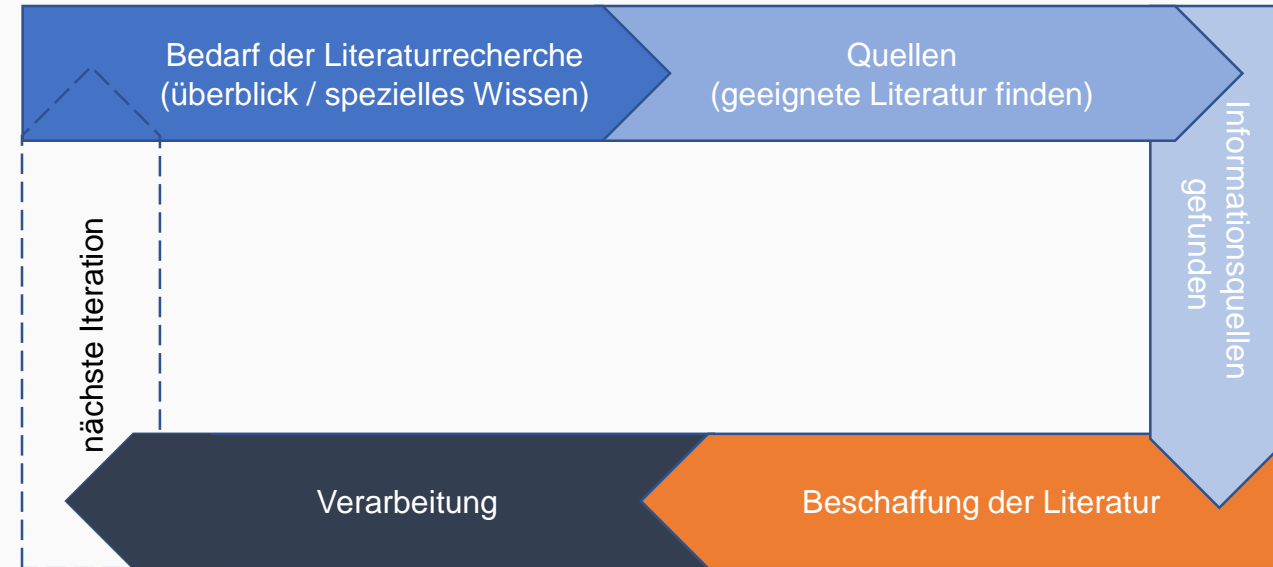 Bedarf der Literaturrecherche
(überblick / spezielles Wissen)
Quellen
(geeignete Literatur finden)
Informationsquellen
gefunden
Beschaffung der Literatur
Verarbeitung
nächste Iteration